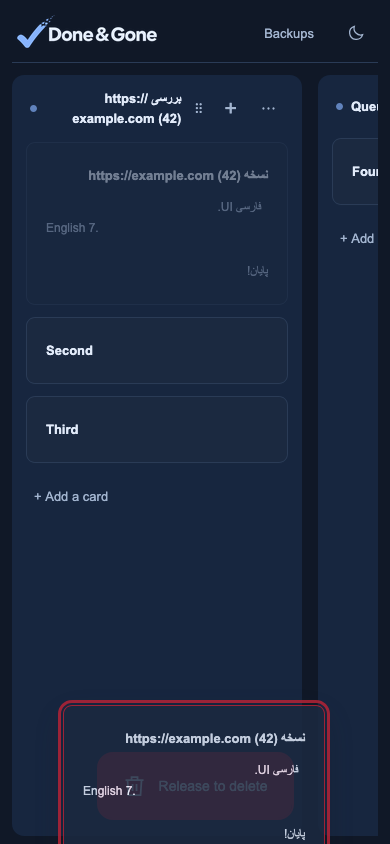 Done & Gone
Backups
بررسی https://
example.com (42)
نسخه https://example.com (42)
فارسی UI.
English 7.
پایان!
Second
Third
+ Add a card
نسخه https://example.com (42)
فارسی UI.
English 7.
Release to delete
پایان!
Que
Four
+ Add